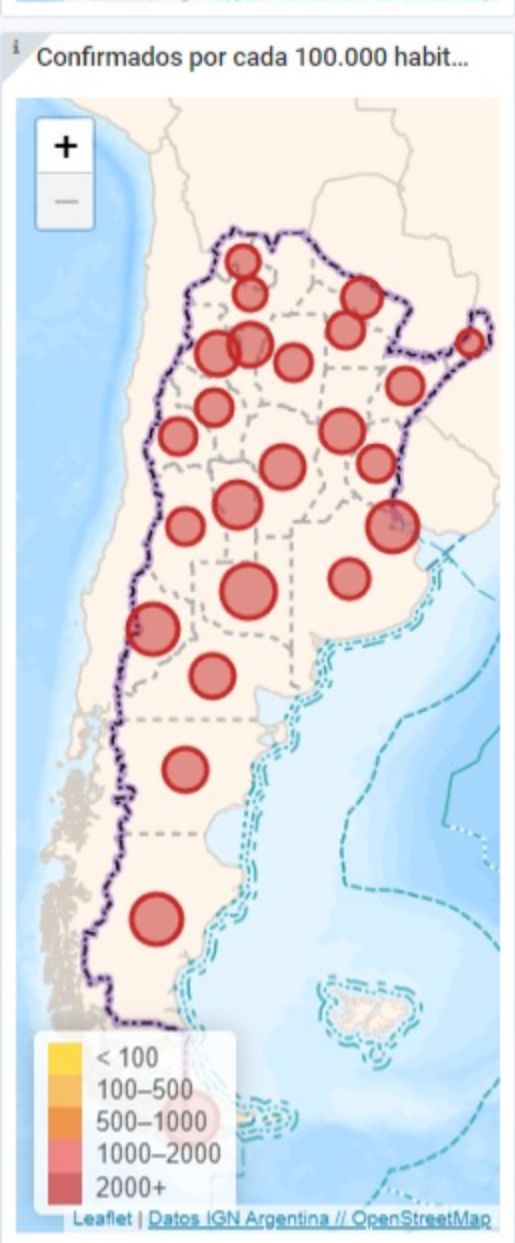 i
Confirmados por cada 100.000 habit...
+
−
< 100
100–500
500–1000
1000–2000
2000+
Leaflet | Datos IGN Argentina // OpenStreetMap